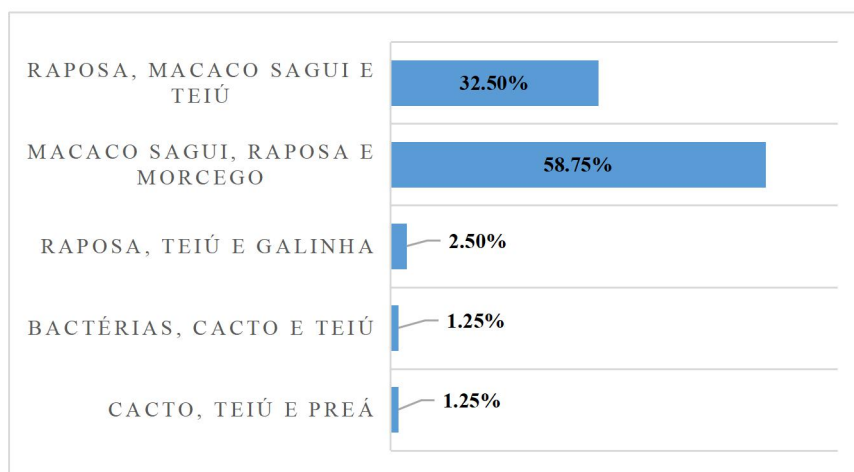 RAPOSA, MACACO SAGUI E
TEIÚ
32.50%
MACACO SAGUI, RAPOSA E
MORCEGO
58.75%
RAPOSA, TEIÚ E GALINHA
2.50%
BACTÉRIAS, CACTO E TEIÚ
1.25%
CACTO, TEIÚ E PREÁ
1.25%